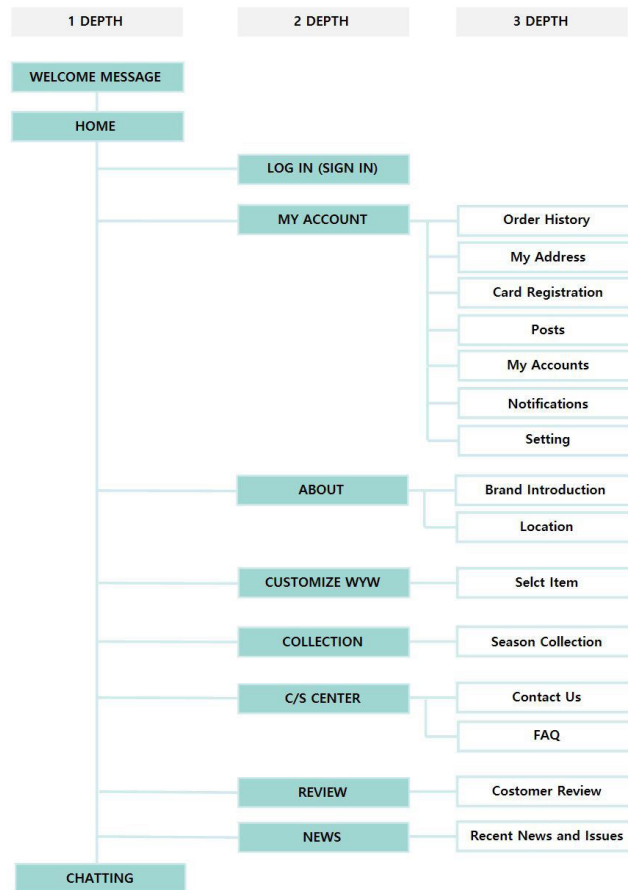 1 DEPTH
2 DEPTH
3 DEPTH
WELCOME MESSAGE
HOME
LOG IN (SIGN IN)
MY ACCOUNT
Order History
My Address
Card Registration
Posts
My Accounts
Notifications
Setting
ABOUT
Brand Introduction
Location
CUSTOMIZE WYW
Selct Item
COLLECTION
Season Collection
C/S CENTER
Contact Us
FAQ
REVIEW
Costomer Review
NEWS
Recent News and Issues
CHATTING